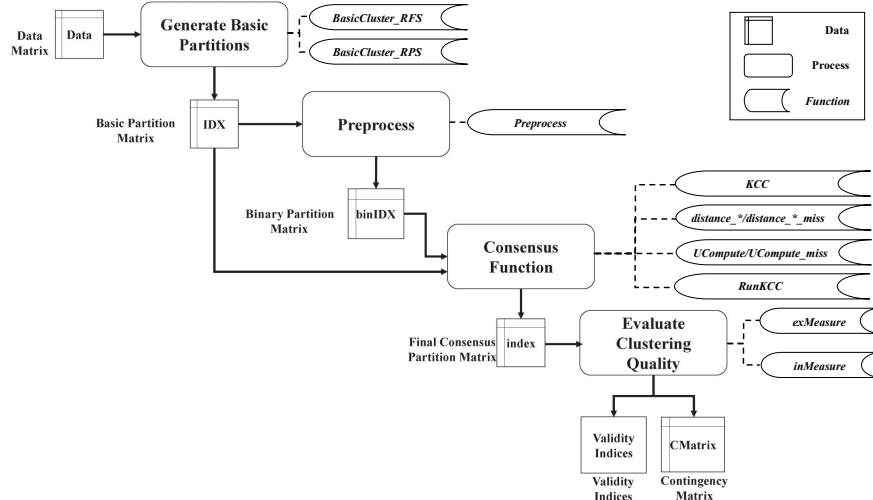 Data
Matrix
Data
Generate Basic
Partitions
BasicCluster_RFS
BasicCluster_RPS
Data
Process
Function
Basic Partition
Matrix
IDX
Preprocess
Preprocess
Binary Partition
Matrix
binIDX
Consensus
Function
KCC
distance_*/distance_*_miss
UCompute/UCompute_miss
RunKCC
Final Consensus
Partition Matrix
index
Evaluate
Clustering
Quality
exMeasure
inMeasure
Validity
Indices
CMatrix
Validity
Indices
Contingency
Matrix